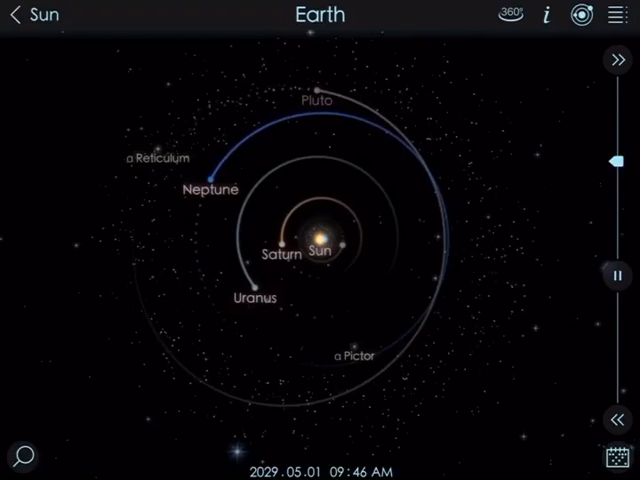 Sun
Earth
360°
i
Pluto
α Reticulum
Neptune
Saturn
Sun
Uranus
α Pictor
2029.05.01 09:46 AM